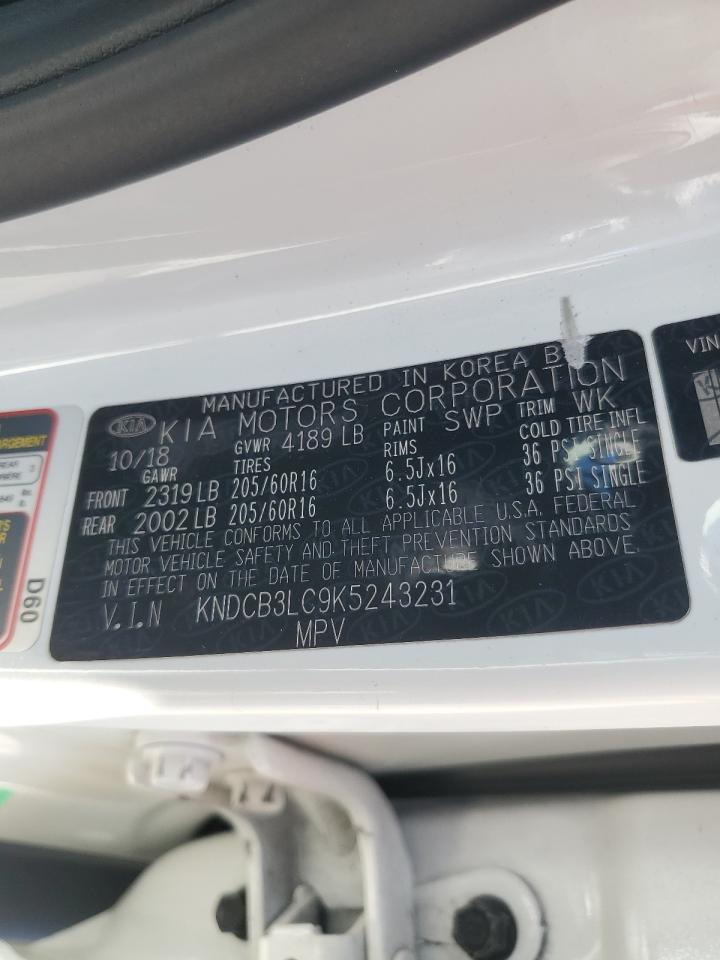 MANUFACTURED IN KOREA BY
KIA KIA MOTORS CORPORATION
10/18 GVWR 4189 LB PAINT SWP TRIM WK
GAWR TIRES RIMS COLD TIRE INFL
FRONT 2319 LB 205/60R16 6.5Jx16 36 PSI SINGLE
REAR 2002 LB 205/60R16 6.5Jx16 36 PSI SINGLE
THIS VEHICLE CONFORMS TO ALL APPLICABLE U.S.A. FEDERAL
MOTOR VEHICLE SAFETY AND THEFT PREVENTION STANDARDS
IN EFFECT ON THE DATE OF MANUFACTURE SHOWN ABOVE.
V.I.N KNDCB3LC9K5243231
MPV
D60
VIN